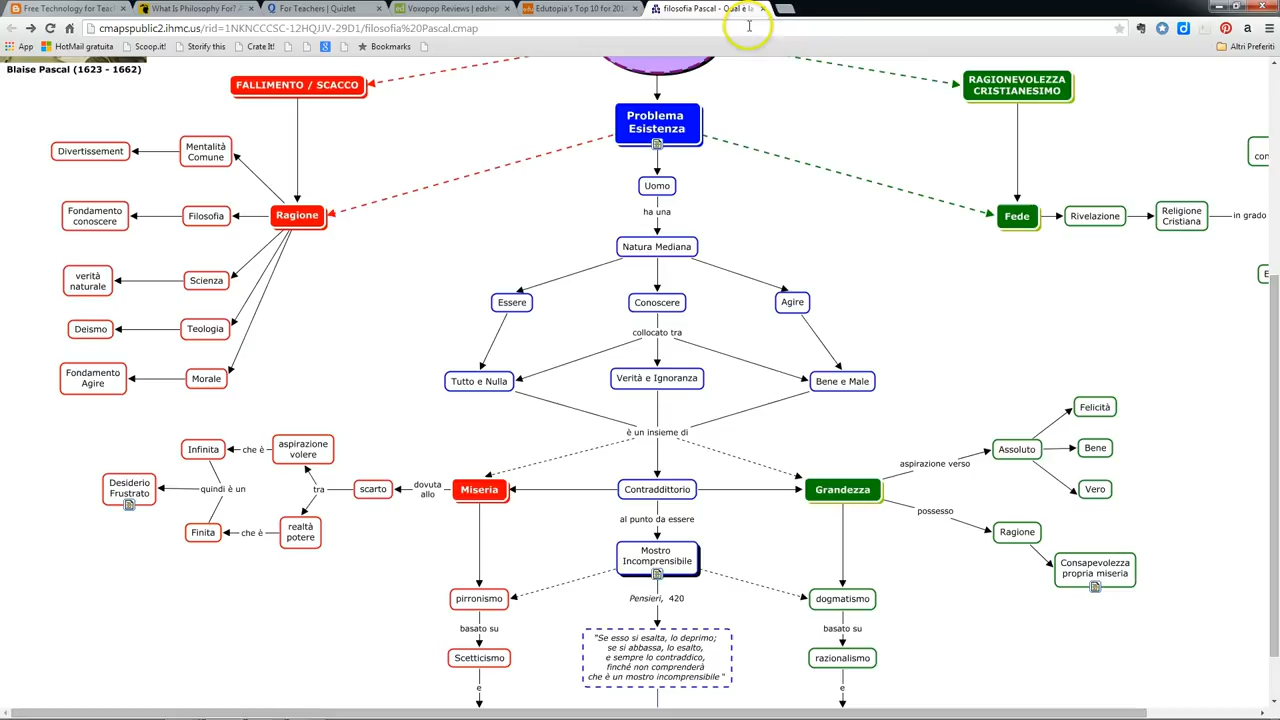 Free Technology for Teac
What Is Philosophy For? A
For Teachers | Quizlet
Voxopop Reviews | edshe
Edutopia's Top 10 for 201
filosofia Pascal - Qual è la
cmapspublic2.ihmc.us/rid=1NKNCCCSC-12HQJJV-29D1/filosofia%20Pascal.cmap
App
HotMail gratuita
Scoop.it!
Storify this
Crate It!
Bookmarks
Altri Preferiti
Blaise Pascal (1623 - 1662)
FALLIMENTO / SCACCO
RAGIONEVOLEZZA
CRISTIANESIMO
Problema
Esistenza
Divertissement
Mentalità
Comune
Uomo
ha una
Fondamento
conoscere
Filosofia
Ragione
Fede
Rivelazione
Religione
Cristiana
in grado
con
Natura Mediana
verità
naturale
Scienza
Essere
Conoscere
Agire
Deismo
Teologia
collocato tra
Fondamento
Agire
Morale
Tutto e Nulla
Verità e Ignoranza
Bene e Male
Felicità
è un insieme di
Infinita
che è
aspirazione
volere
aspirazione verso
Assoluto
Bene
Desiderio
Frustrato
quindi è un
tra
scarto
dovuta
allo
Miseria
Contraddittorio
Grandezza
Vero
possesso
al punto da essere
Finita
che è
realtà
potere
Ragione
Mostro
Incomprensibile
Consapevolezza
propria miseria
pirronismo
Pensieri, 420
dogmatismo
basato su
basato su
"Se esso si esalta, lo deprimo;
se si abbassa, lo esalto,
e sempre lo contraddico,
finché non comprenderà
che è un mostro incomprensibile "
Scetticismo
razionalismo
e
e